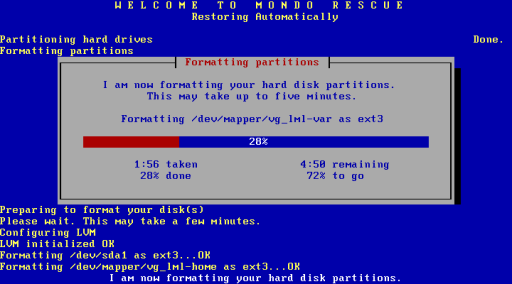 WELCOME TO MONDO RESCUE
Restoring Automatically
Partitioning hard drives Done.
Formatting partitions
Formatting partitions
I am now formatting your hard disk partitions.
This may take up to five minutes.
Formatting /dev/mapper/vg_lml-var as ext3
28%
1:56 taken 4:50 remaining
28% done 72% to go
Preparing to format your disk(s)
Please wait. This may take a few minutes.
Configuring LVM
LVM initialized OK
Formatting /dev/sda1 as ext3...OK
Formatting /dev/mapper/vg_lml-home as ext3...OK
I am now formatting your hard disk partitions.